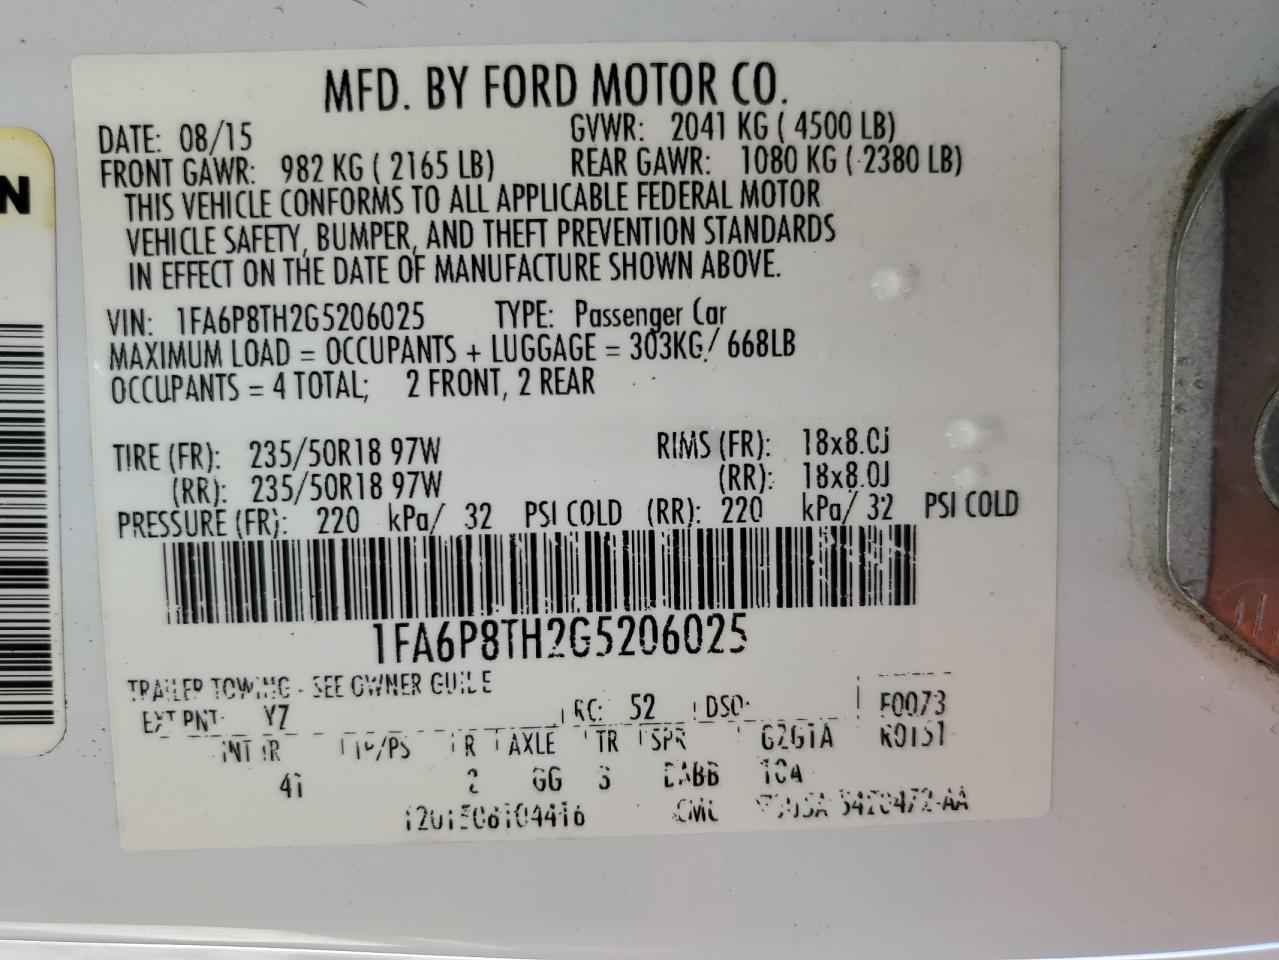 MFD. BY FORD MOTOR CO.
DATE: 08/15 GVWR: 2041 KG ( 4500 LB)
FRONT GAWR: 982 KG ( 2165 LB) REAR GAWR: 1080 KG ( 2380 LB)
THIS VEHICLE CONFORMS TO ALL APPLICABLE FEDERAL MOTOR
VEHICLE SAFETY, BUMPER, AND THEFT PREVENTION STANDARDS
IN EFFECT ON THE DATE OF MANUFACTURE SHOWN ABOVE.
VIN: 1FA6P8TH2G5206025 TYPE: Passenger Car
MAXIMUM LOAD = OCCUPANTS + LUGGAGE = 303KG/ 668LB
OCCUPANTS = 4 TOTAL; 2 FRONT, 2 REAR
TIRE (FR): 235/50R18 97W RIMS (FR): 18x8.0J
(RR): 235/50R18 97W (RR): 18x8.0J
PRESSURE (FR): 220 kPa/ 32 PSI COLD (RR): 220 kPa/ 32 PSI COLD
1FA6P8TH2G5206025
TRAILER TOWING - SEE OWNER GUIDE
EXT PNT: YZ RC: 52 DSO: F0073
INT TR TP/PS R AXLE TR SPR
N